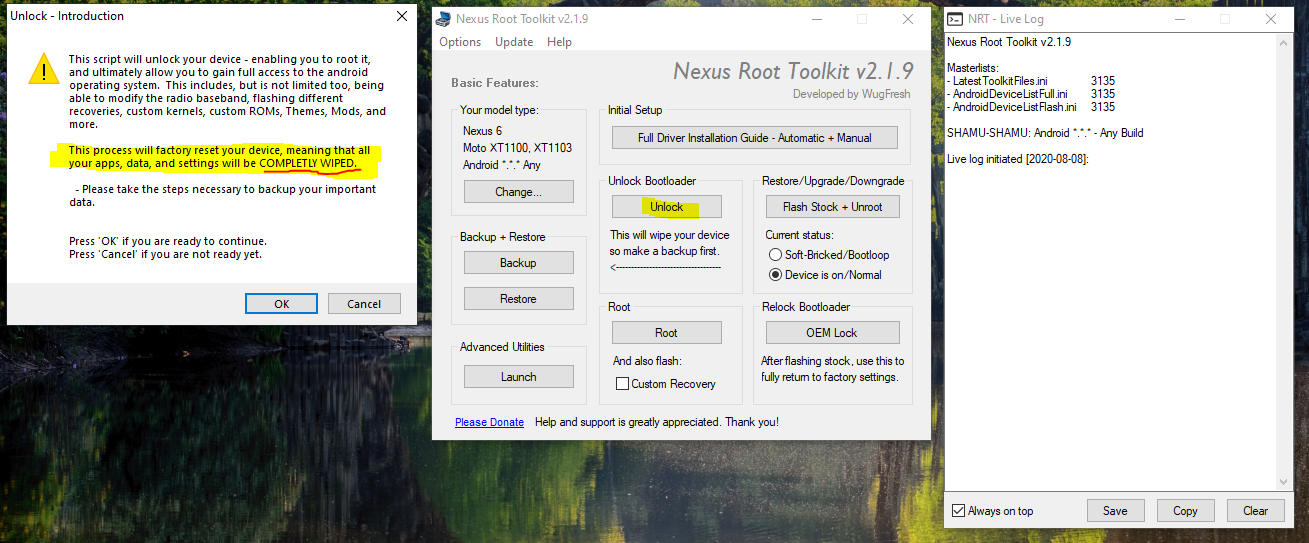 Unlock - Introduction
This script will unlock your device - enabling you to root it,
and ultimately allow you to gain full access to the android
operating system. This includes, but is not limited too, being
able to modify the radio baseband, flashing different
recoveries, custom kernels, custom ROMs, Themes, Mods, and
more.
This process will factory reset your device, meaning that all
your apps, data, and settings will be COMPLETLY WIPED.
- Please take the steps necessary to backup your important
data.
Press 'OK' if you are ready to continue.
Press 'Cancel' if you are not ready yet.
OK
Cancel
Nexus Root Toolkit v2.1.9
Options Update Help
Nexus Root Toolkit v2.1.9
Developed by WugFresh
Basic Features:
Your model type:
Nexus 6
Moto XT1100, XT1103
Android *.*.* Any
Change...
Initial Setup
Full Driver Installation Guide - Automatic + Manual
Unlock Bootloader
Unlock
This will wipe your device
so make a backup first.
<-----------------------------------
Restore/Upgrade/Downgrade
Flash Stock + Unroot
Current status:
Soft-Bricked/Bootloop
Device is on/Normal
Backup + Restore
Backup
Restore
Root
Root
And also flash:
Custom Recovery
Relock Bootloader
OEM Lock
After flashing stock, use this to
fully return to factory settings.
Advanced Utilities
Launch
Please Donate Help and support is greatly appreciated. Thank you!
NRT - Live Log
Nexus Root Toolkit v2.1.9
Masterlists:
- LatestToolkitFiles.ini 3135
- AndroidDeviceListFull.ini 3135
- AndroidDeviceListFlash.ini 3135
SHAMU-SHAMU: Android *.*.* - Any Build
Live log initiated [2020-08-08]:
Always on top
Save
Copy
Clear